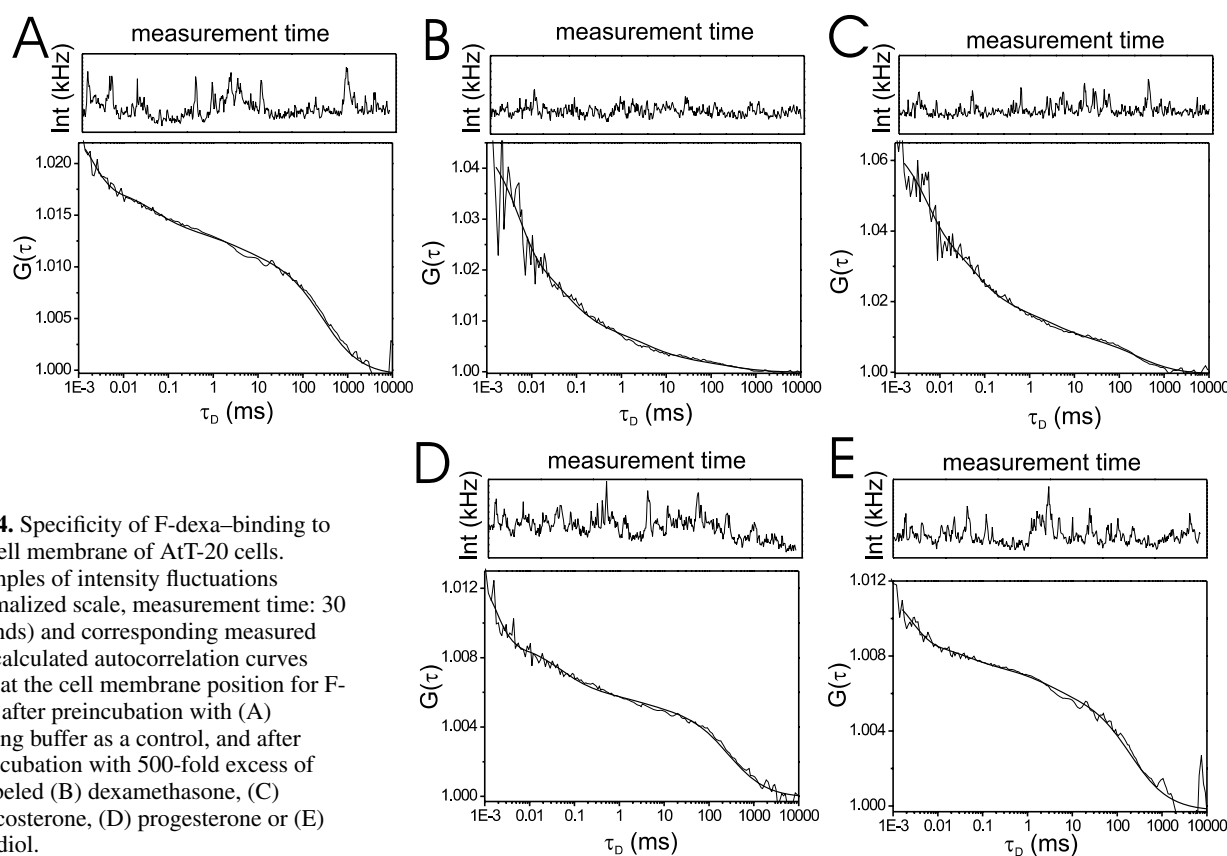 A
measurement time
Int (kHz)
1.020
1.015
1.010
1.005
1.000
G(τ)
1E-3 0.01 0.1 1 10 100 1000 10000
τD (ms)
B
measurement time
Int (kHz)
1.04
1.03
1.02
1.01
1.00
G(τ)
1E-3 0.01 0.1 1 10 100 1000 10000
τD (ms)
C
measurement time
Int (kHz)
1.06
1.04
1.02
1.00
G(τ)
1E-3 0.01 0.1 1 10 100 1000 10000
τD (ms)
D
measurement time
Int (kHz)
1.012
1.008
1.004
1.000
G(τ)
1E-3 0.01 0.1 1 10 100 1000 10000
τD (ms)
E
measurement time
Int (kHz)
1.012
1.008
1.004
1.000
G(τ)
1E-3 0.01 0.1 1 10 100 1000 10000
τD (ms)
4. Specificity of F-dexa–binding to
cell membrane of AtT-20 cells.
of intensity fluctuations
scale, measurement time: 30
and corresponding measured
calculated autocorrelation curves
at the cell membrane position for F-
after preincubation with (A)
buffer as a control, and after
with 500-fold excess of
(B) dexamethasone, (C)
(D) progesterone or (E)